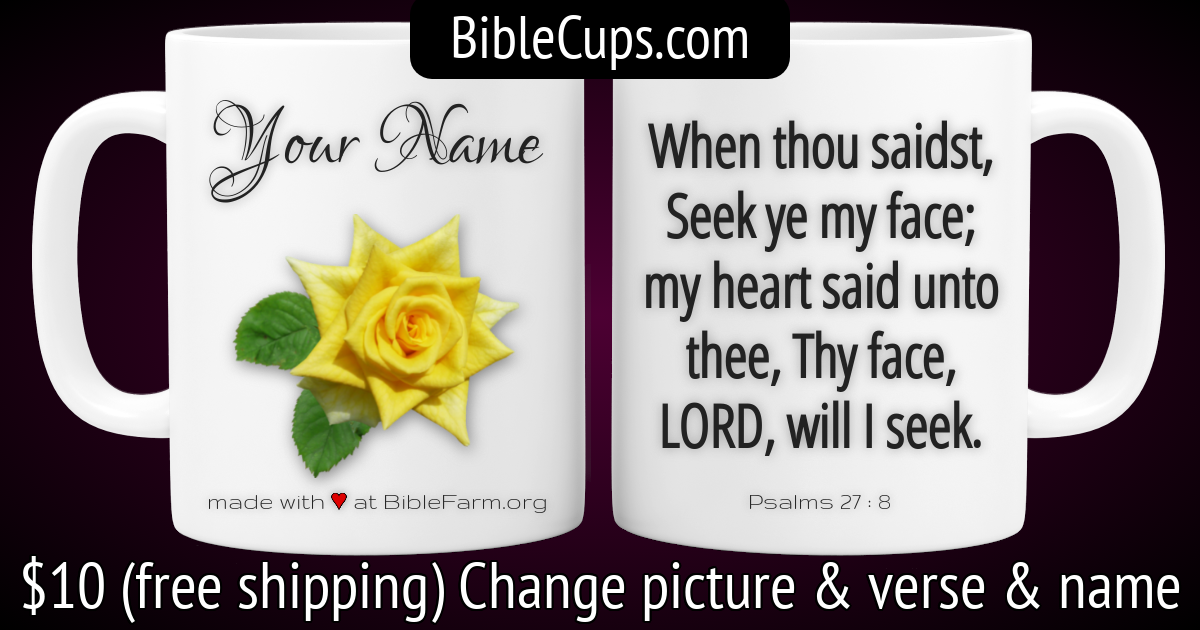 BibleCups.com
Your Name
made with ♥ at BibleFarm.org
When thou saidst,
Seek ye my face;
my heart said unto
thee, Thy face,
LORD, will I seek.
Psalms 27 : 8
$10 (free shipping) Change picture & verse & name